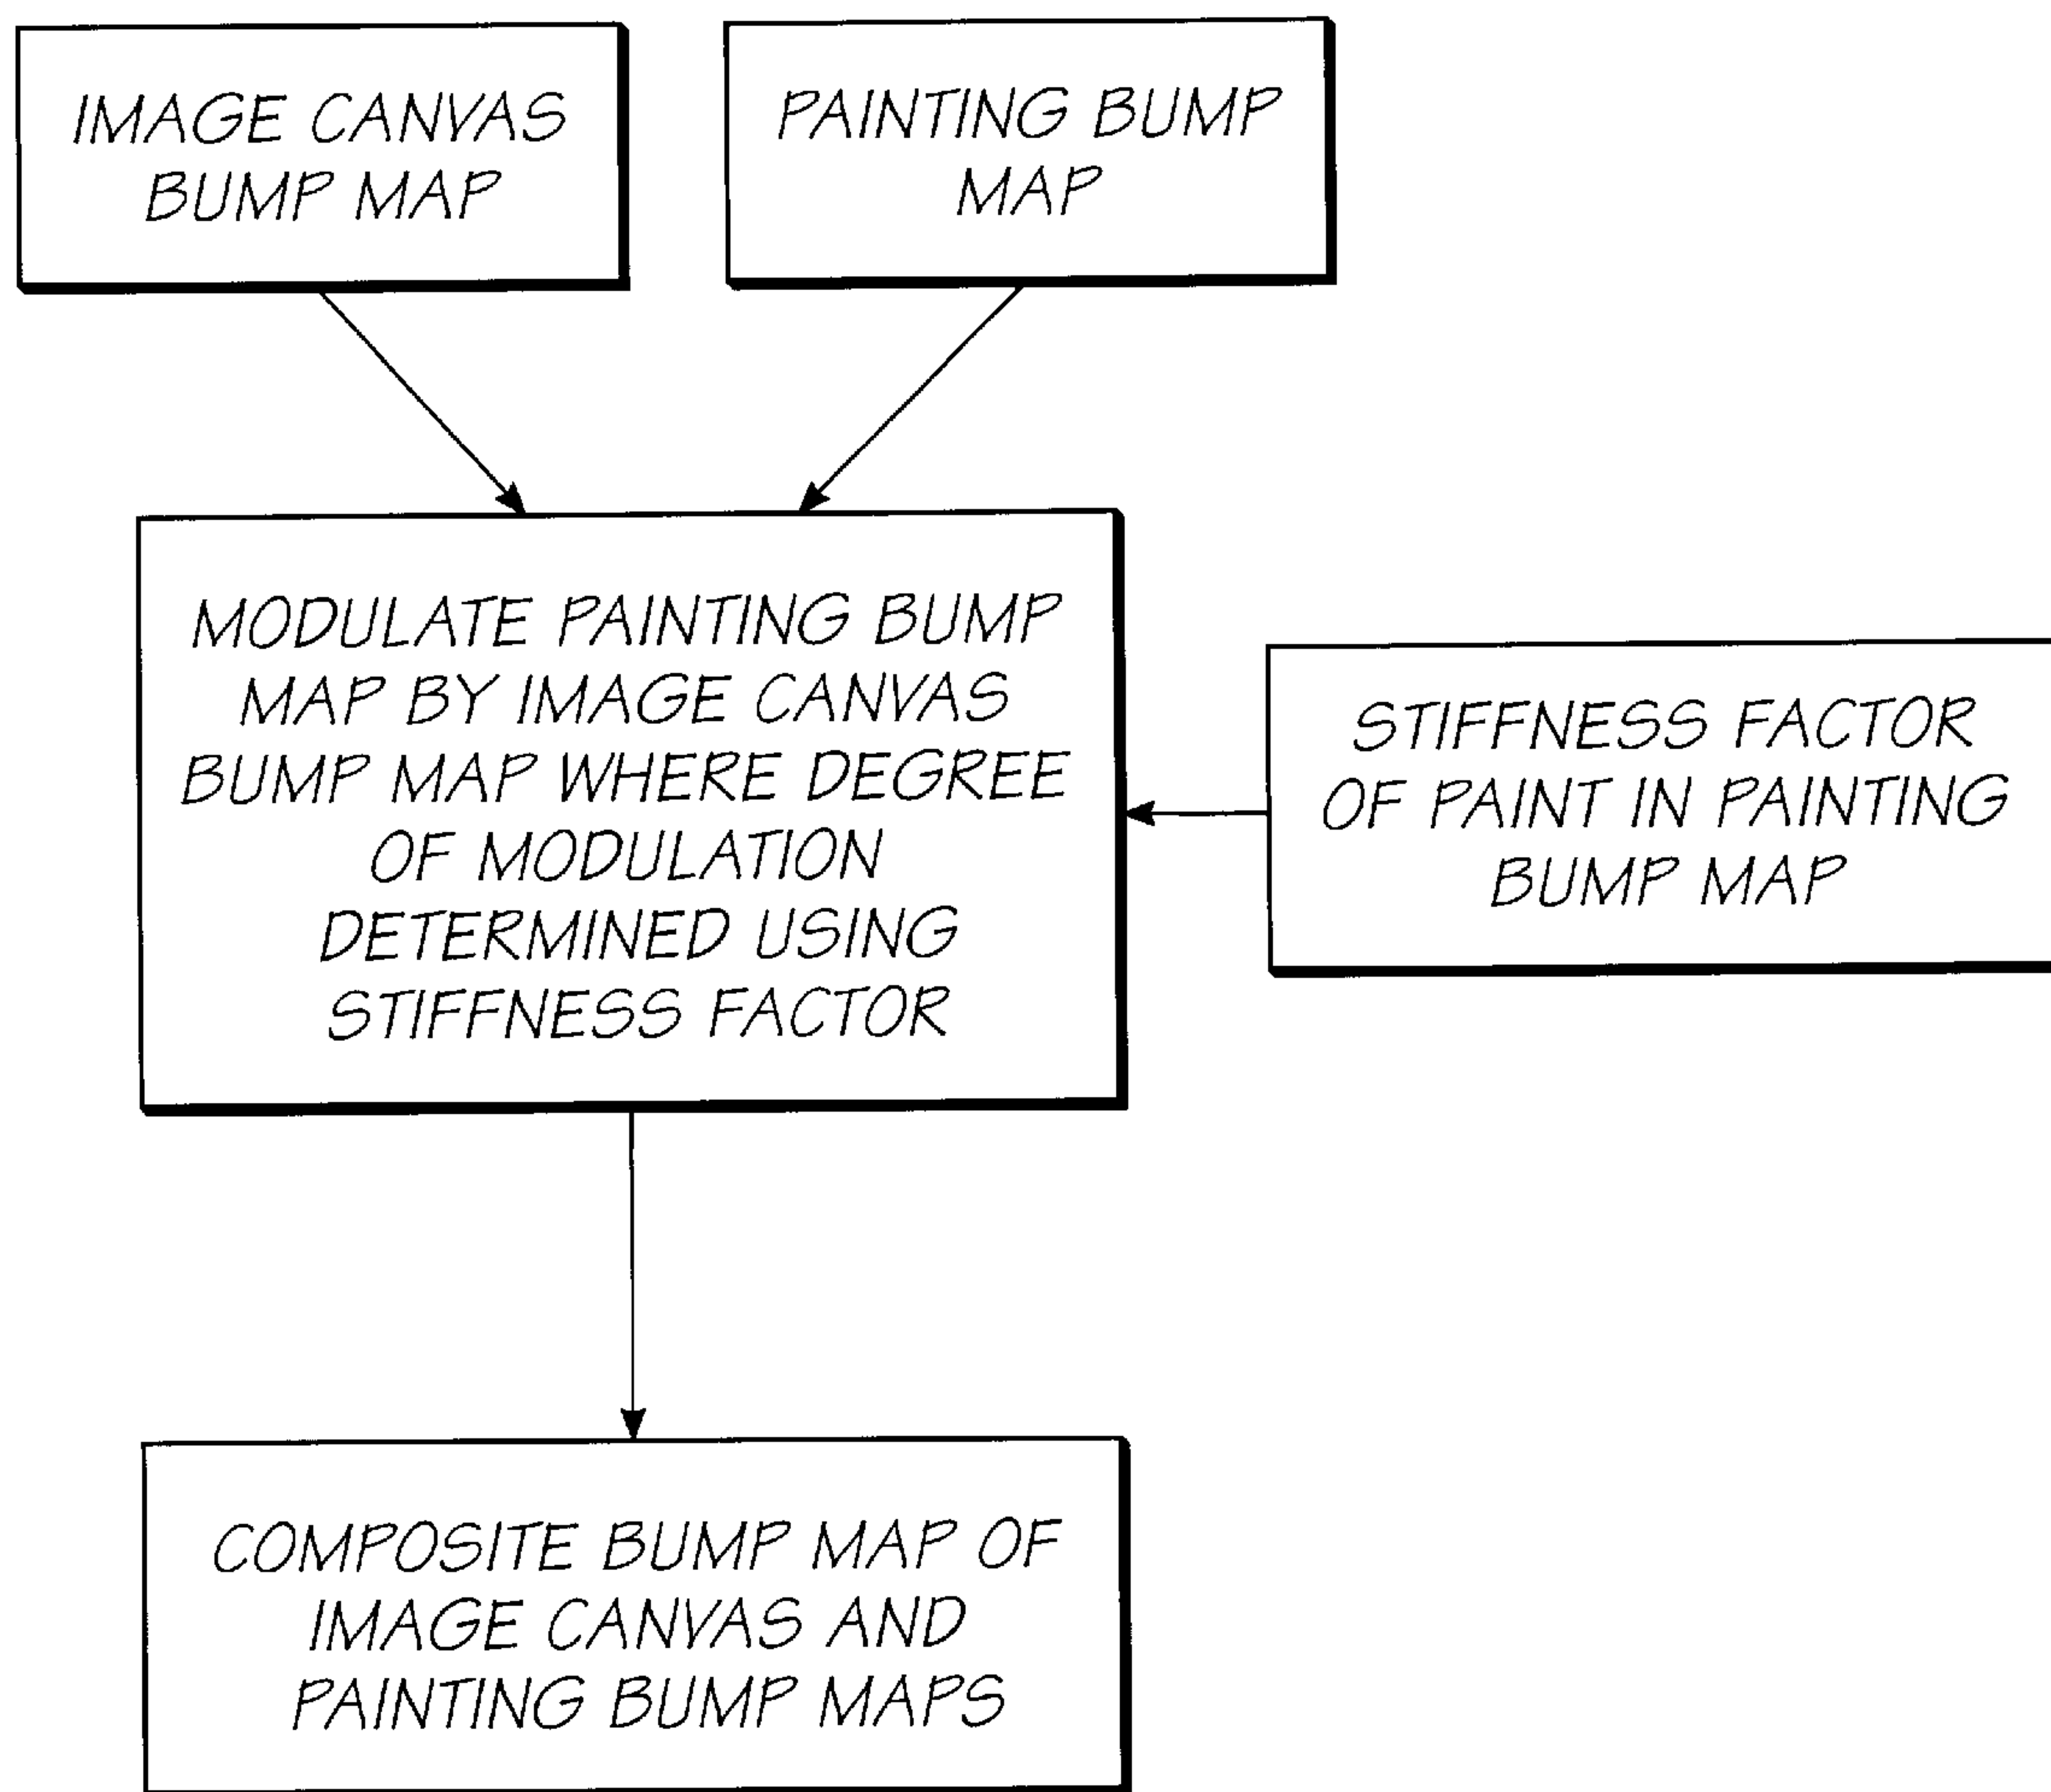 IMAGE CANVAS
BUMP MAP
PAINTING BUMP
MAP
MODULATE PAINTING BUMP
MAP BY IMAGE CANVAS
BUMP MAP WHERE DEGREE
OF MODULATION
DETERMINED USING
STIFFNESS FACTOR
STIFFNESS FACTOR
OF PAINT IN PAINTING
BUMP MAP
COMPOSITE BUMP MAP OF
IMAGE CANVAS AND
PAINTING BUMP MAPS